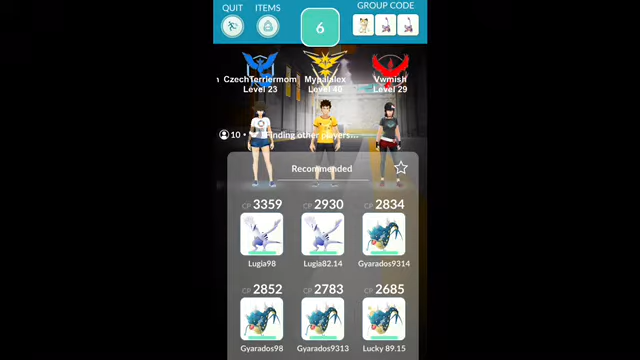 QUIT
ITEMS
6
GROUP CODE
CzechTerriermom
Level 23
Mypalalex
Level 40
Vwmish
Level 29
10 •
Finding other players...
Recommended
CP 3359
CP 2930
CP 2834
Lugia98
Lugia82.14
Gyarados9314
CP 2852
CP 2783
CP 2685
Gyarados98
Gyarados9313
Lucky 89.15